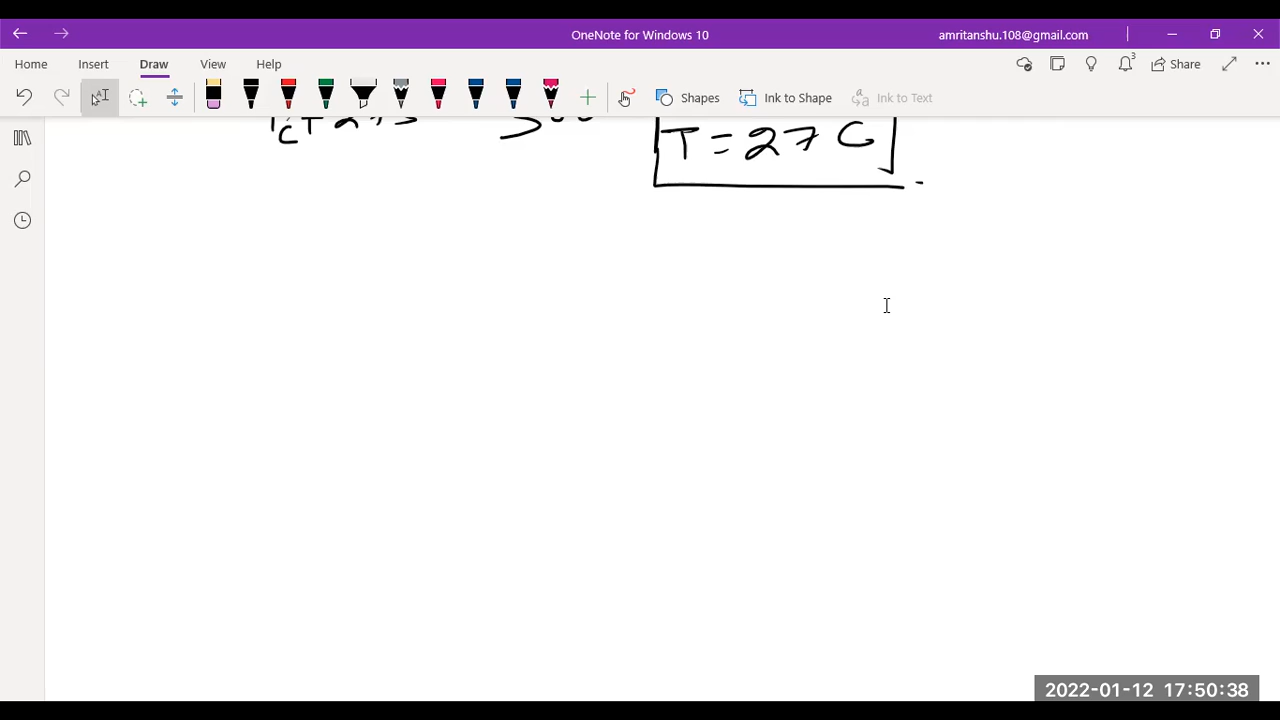 OneNote for Windows 10
amritanshu.108@gmail.com
Home Insert Draw View Help
3
Share
Shapes
Ink to Shape
Ink to Text
T = 27 C
2022-01-12 17:50:38